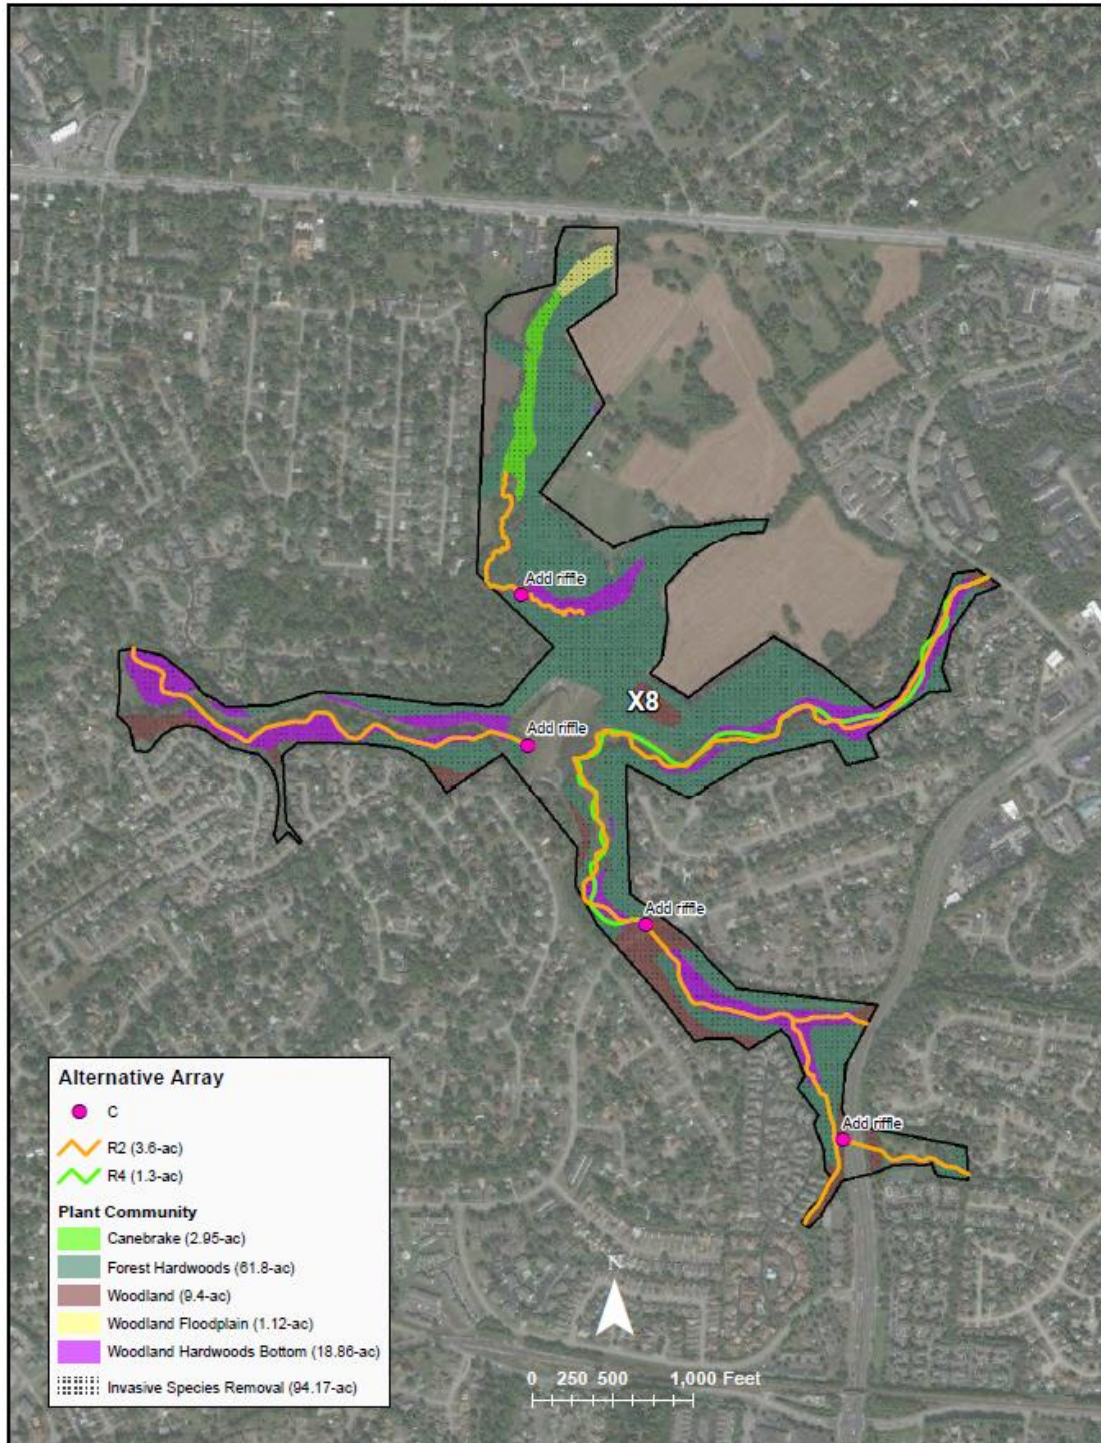 Add riffle
X8
Add riffle
Add riffle
Add riffle
Alternative Array
C
R2 (3.6-ac)
R4 (1.3-ac)
Plant Community
Canebrake (2.95-ac)
Forest Hardwoods (61.8-ac)
Woodland (9.4-ac)
Woodland Floodplain (1.12-ac)
Woodland Hardwoods Bottom (18.86-ac)
Invasive Species Removal (94.17-ac)
N
0 250 500 1,000 Feet